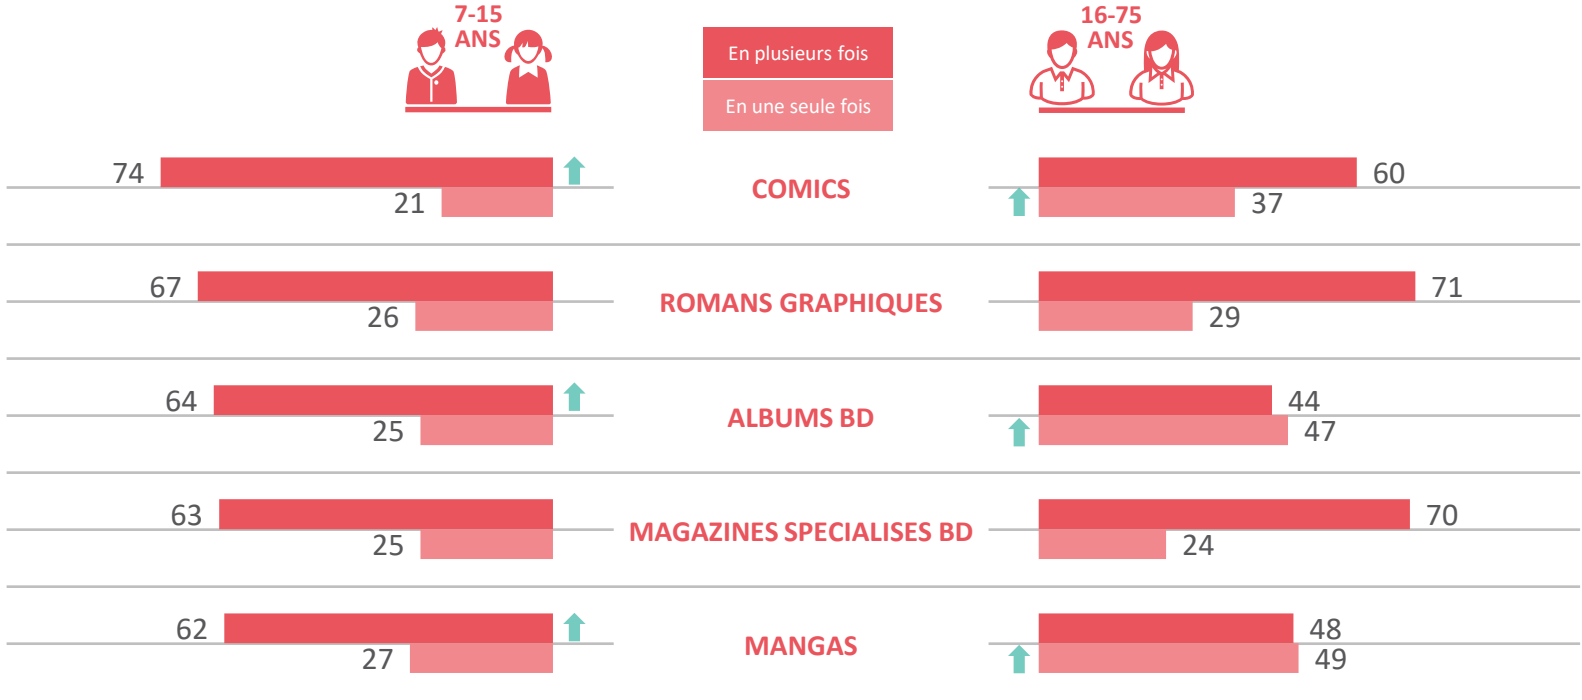 7-15
ANS
En plusieurs fois
En une seule fois
16-75
ANS
74
21
COMICS
60
37
67
26
ROMANS GRAPHIQUES
71
29
64
25
ALBUMS BD
44
47
63
25
MAGAZINES SPECIALISES BD
70
24
62
27
MANGAS
48
49